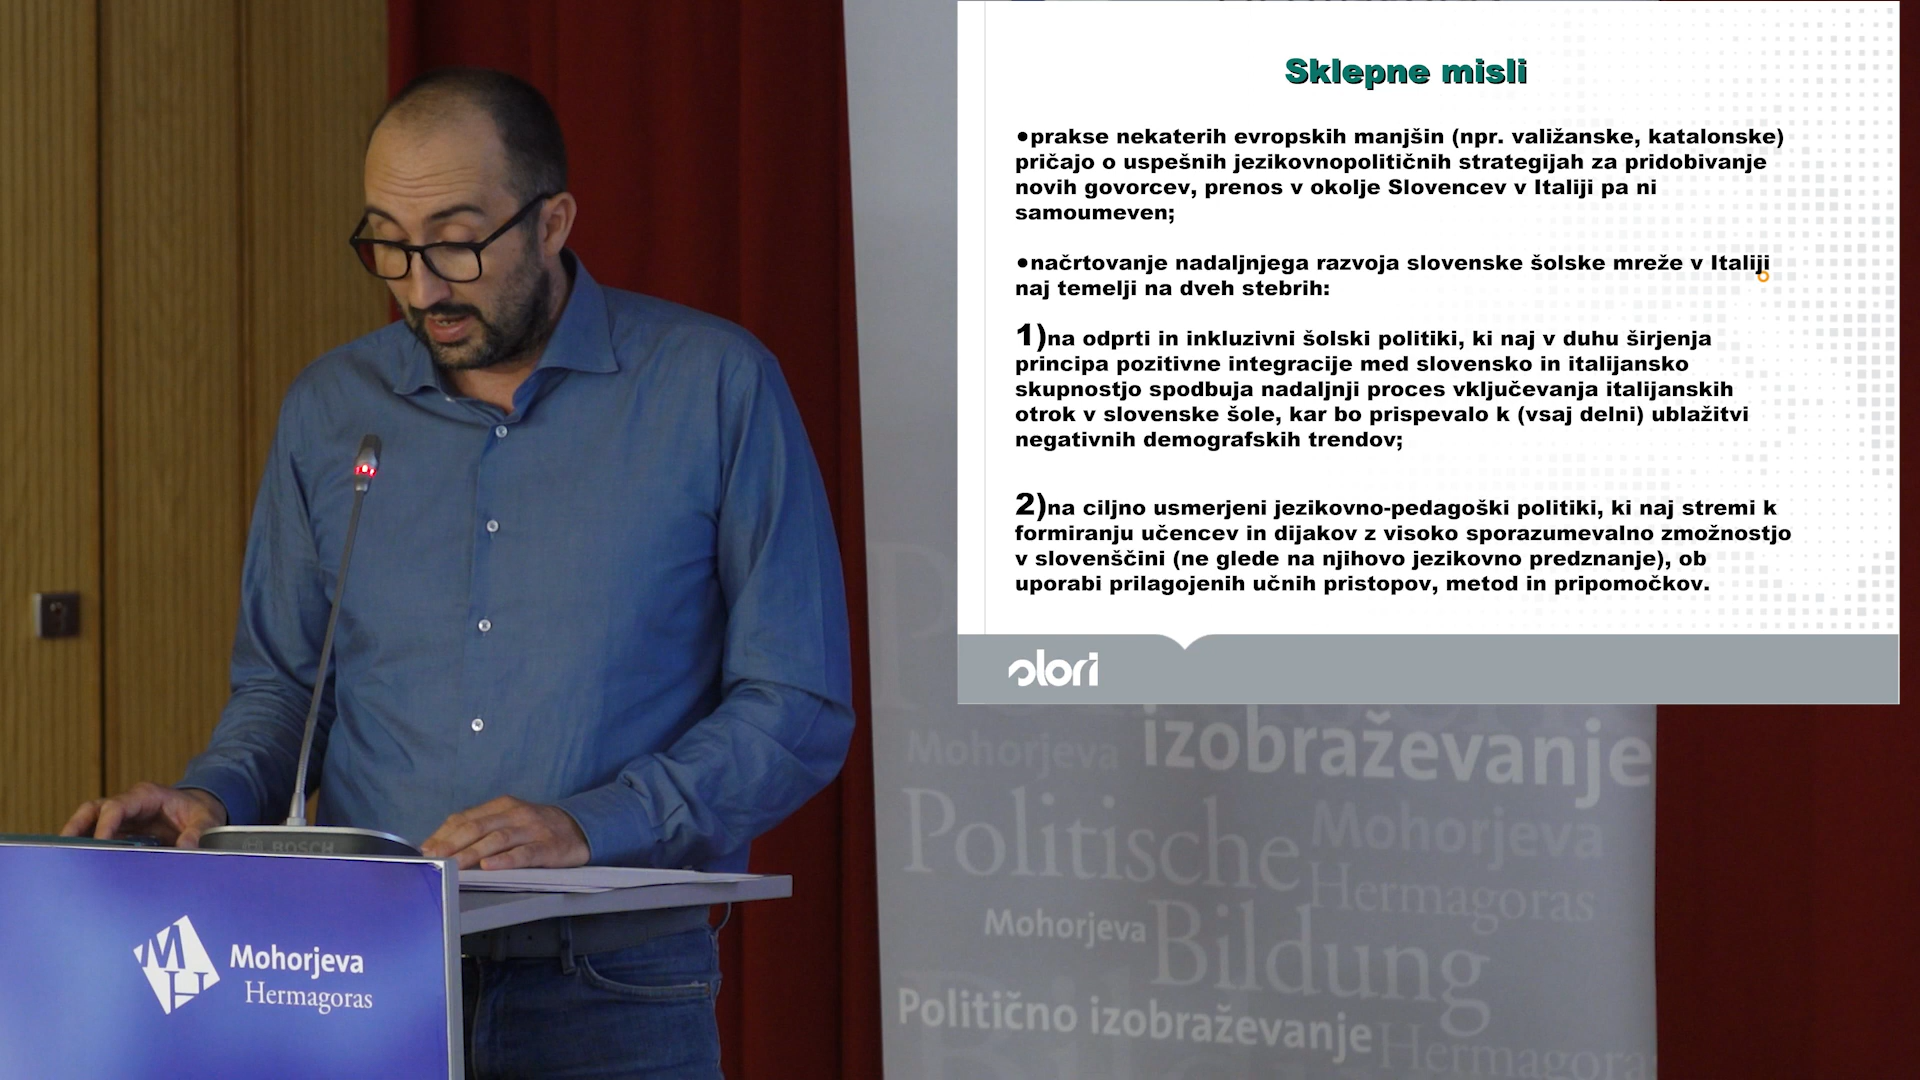 Sklepne misli
•prakse nekaterih evropskih manjšin (npr. valižanske, katalonske)
pričajo o uspešnih jezikovnopolitičnih strategijah za pridobivanje
novih govorcev, prenos v okolje Slovencev v Italiji pa ni
samoumeven;
•načrtovanje nadaljnjega razvoja slovenske šolske mreže v Italiji
naj temelji na dveh stebrih:
1)na odprti in inkluzivni šolski politiki, ki naj v duhu širjenja
principa pozitivne integracije med slovensko in italijansko
skupnostjo spodbuja nadaljnji proces vključevanja italijanskih
otrok v slovenske šole, kar bo prispevalo k (vsaj delni) ublažitvi
negativnih demografskih trendov;
2)na ciljno usmerjeni jezikovno-pedagoški politiki, ki naj stremi k
formiranju učencev in dijakov z visoko sporazumevalno zmožnostjo
v slovenščini (ne glede na njihovo jezikovno predznanje), ob
uporabi prilagojenih učnih pristopov, metod in pripomočkov.
slori
Mohorjeva izobraževanje
Politische Mohorjeva
Hermagoras
Mohorjeva Bildung
Politično izobraževanje
BOSCH
MH
Mohorjeva
Hermagoras